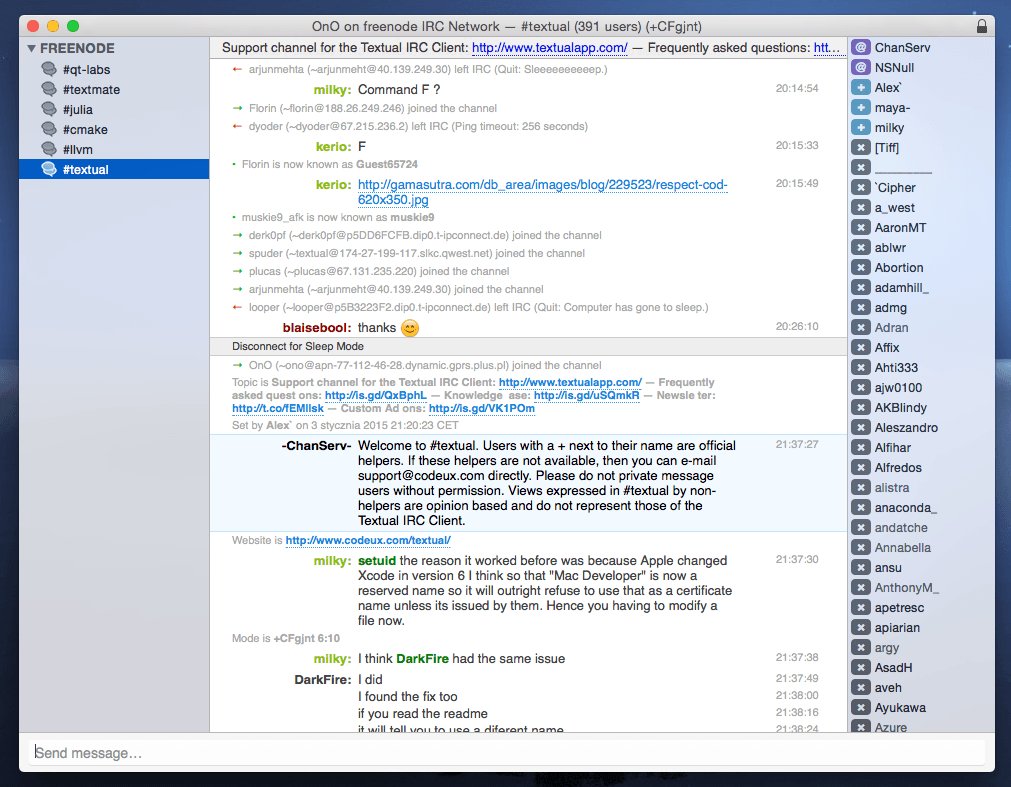 OnO on freenode IRC Network — #textual (391 users) (+CFgjnt)
FREENODE
#qt-labs
#textmate
#julia
#cmake
#llvm
#textual
Support channel for the Textual IRC Client: http://www.textualapp.com/ — Frequently asked questions: htt...
← arjunmehta (~arjunmehta@40.139.249.30) left IRC (Quit: Sleeeeeeeeeep.)
milky: Command F ? 20:14:54
→ Florin (~florin@188.26.249.246) joined the channel
← dyoder (~dyoder@67.215.236.2) left IRC (Ping timeout: 256 seconds)
kerio: F 20:15:33
• Florin is now known as Guest65724
kerio: http://gamasutra.com/db_area/images/blog/229523/respect-cod- 20:15:49
620x350.jpg
• muskie9_afk is now known as muskie9
→ derk0pf (~derk0pf@p5DD6FCFB.dip0.t-ipconnect.de) joined the channel
→ spuder (~textual@174-27-199-117.slkc.qwest.net) joined the channel
→ plucas (~plucas@67.131.235.220) joined the channel
→ arjunmehta (~arjunmehta@40.139.249.30) joined the channel
← looper (~looper@p5B3223F2.dip0.t-ipconnect.de) left IRC (Quit: Computer has gone to sleep.)
blaisebool: thanks 😊 20:26:10
Disconnect for Sleep Mode
→ OnO (~ono@apn-77-112-46-28.dynamic.gprs.plus.pl) joined the channel
Topic is Support channel for the Textual IRC Client: http://www.textualapp.com/ — Frequently
asked quest ons: http://is.gd/QxBphL — Knowledge ase: http://is.gd/uSQmkR — Newsle ter:
http://t.co/fEMIlsk — Custom Ad ons: http://is.gd/VK1POm
Set by Alex` on 3 stycznia 2015 21:20:23 CET
-ChanServ- Welcome to #textual. Users with a + next to their name are official 21:37:27
helpers. If these helpers are not available, then you can e-mail
support@codeux.com directly. Please do not private message
users without permission. Views expressed in #textual by non-
helpers are opinion based and do not represent those of the
Textual IRC Client.
Website is http://www.codeux.com/textual/
milky: setuid the reason it worked before was because Apple changed 21:37:30
Xcode in version 6 I think so that "Mac Developer" is now a
reserved name so it will outright refuse to use that as a certificate
name unless its issued by them. Hence you having to modify a
file now.
Mode is +CFgjnt 6:10
milky: I think DarkFire had the same issue 21:37:38
DarkFire: I did 21:37:49
I found the fix too 21:38:00
if you read the readme 21:38:16
it will tell you to use a diferent name 21:38:24
Send message…
ChanServ
NSNull
Alex`
maya-
milky
[Tiff]
_________
`Cipher
a_west
AaronMT
ablwr
Abortion
adamhill_
admg
Adran
Affix
Ahti333
ajw0100
AKBlindy
Aleszandro
Alfihar
Alfredos
alistra
anaconda_
andatche
Annabella
ansu
AnthonyM_
apetresc
apiarian
argy
AsadH
aveh
Ayukawa
Azure